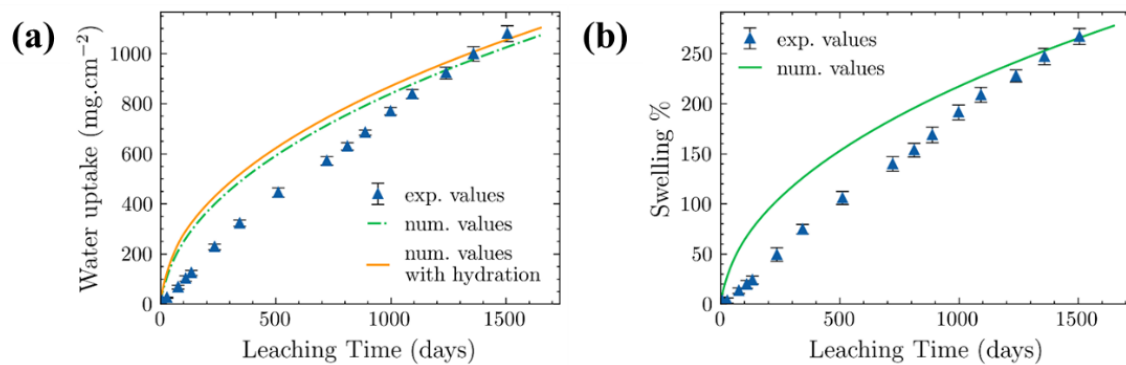 (a)
Water uptake (mg.cm−2)
1000
800
600
400
200
0
exp. values
num. values
num. values
with hydration
0 500 1000 1500
Leaching Time (days)
(b)
Swelling %
250
200
150
100
50
0
exp. values
num. values
0 500 1000 1500
Leaching Time (days)